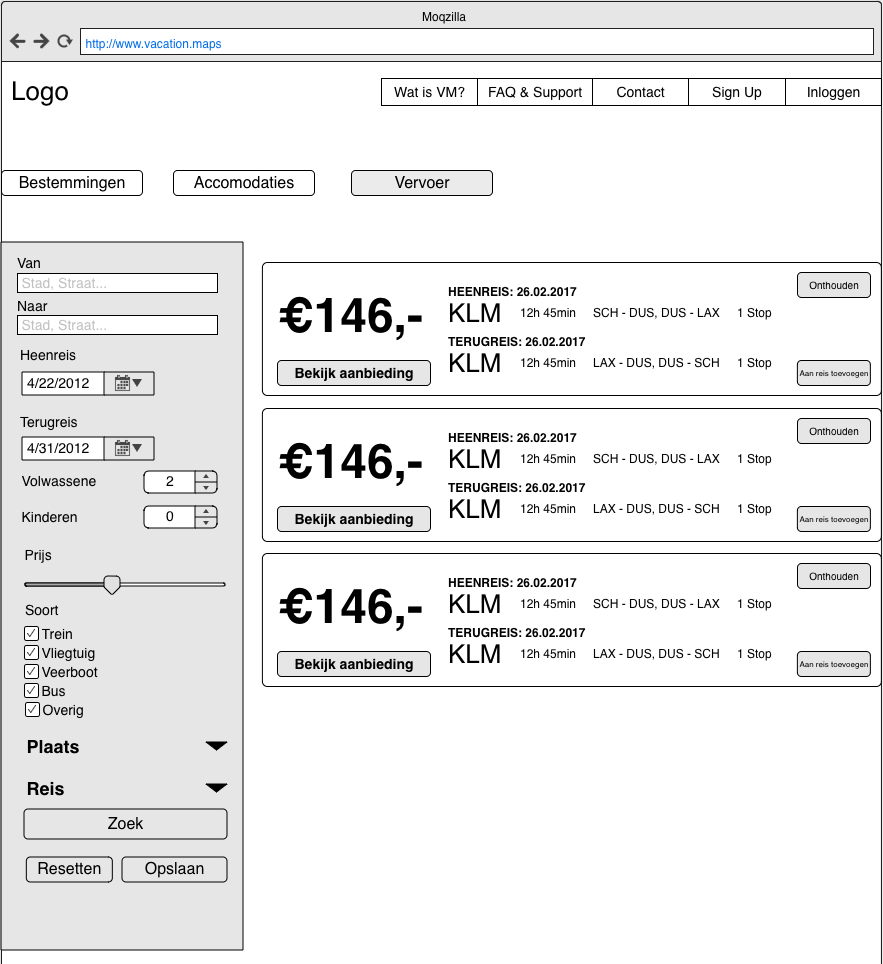 Moqzilla
http://www.vacation.maps
Logo
Wat is VM? FAQ & Support Contact Sign Up Inloggen
Bestemmingen Accomodaties Vervoer
Van
Stad, Straat...
Naar
Stad, Straat...
Heenreis
4/22/2012
Terugreis
4/31/2012
Volwassene 2
Kinderen 0
Prijs
Soort
Trein
Vliegtuig
Veerboot
Bus
Overig
Plaats
Reis
Zoek
Resetten Opslaan
€146,-
Bekijk aanbieding
HEENREIS: 26.02.2017
KLM 12h 45min SCH - DUS, DUS - LAX 1 Stop
TERUGREIS: 26.02.2017
KLM 12h 45min LAX - DUS, DUS - SCH 1 Stop
Onthouden
Aan reis toevoegen
€146,-
Bekijk aanbieding
HEENREIS: 26.02.2017
KLM 12h 45min SCH - DUS, DUS - LAX 1 Stop
TERUGREIS: 26.02.2017
KLM 12h 45min LAX - DUS, DUS - SCH 1 Stop
Onthouden
Aan reis toevoegen
€146,-
Bekijk aanbieding
HEENREIS: 26.02.2017
KLM 12h 45min SCH - DUS, DUS - LAX 1 Stop
TERUGREIS: 26.02.2017
KLM 12h 45min LAX - DUS, DUS - SCH 1 Stop
Onthouden
Aan reis toevoegen